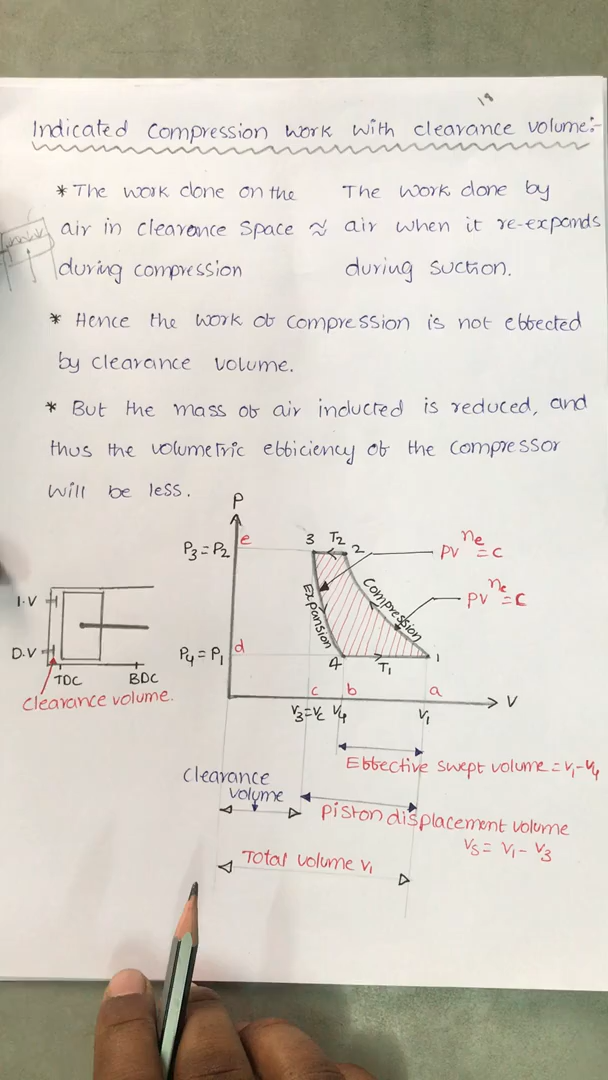 19
Indicated compression work with clearance volume:-
* The work done on the air in clearance space during compression ≈ The work done by air when it re-expands during suction.
* Hence the work of compression is not effected
by clearance volume.
* But the mass of air inducted is reduced, and
thus the volumetric efficiency of the compressor
will be less.
P
P3 = P2
e
3
T2
2
PV^ne = C
PV^nc = C
Expansion
Compression
P4 = P1
d
4
T1
1
c
b
a
V
V3=Vc
V4
V1
I.V
D.V
TDC
BDC
Clearance volume.
Effective swept volume = V1-V4
Clearance
volume
Piston displacement volume
Vs = V1 - V3
Total volume V1